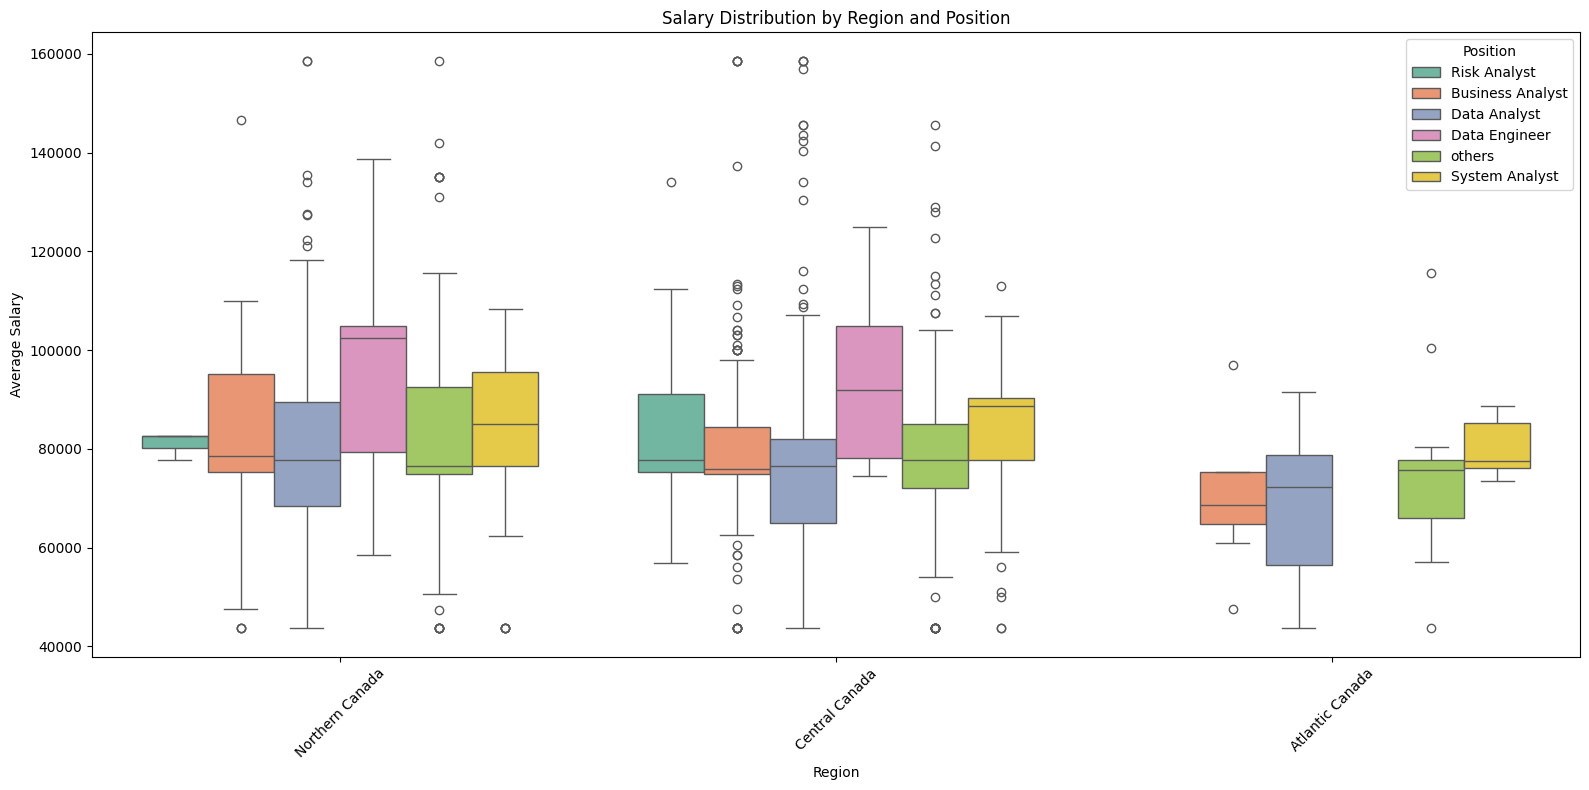 Salary Distribution by Region and Position
160000
140000
120000
100000
80000
60000
40000
Average Salary
Position
Risk Analyst
Business Analyst
Data Analyst
Data Engineer
others
System Analyst
Northern Canada
Central Canada
Atlantic Canada
Region